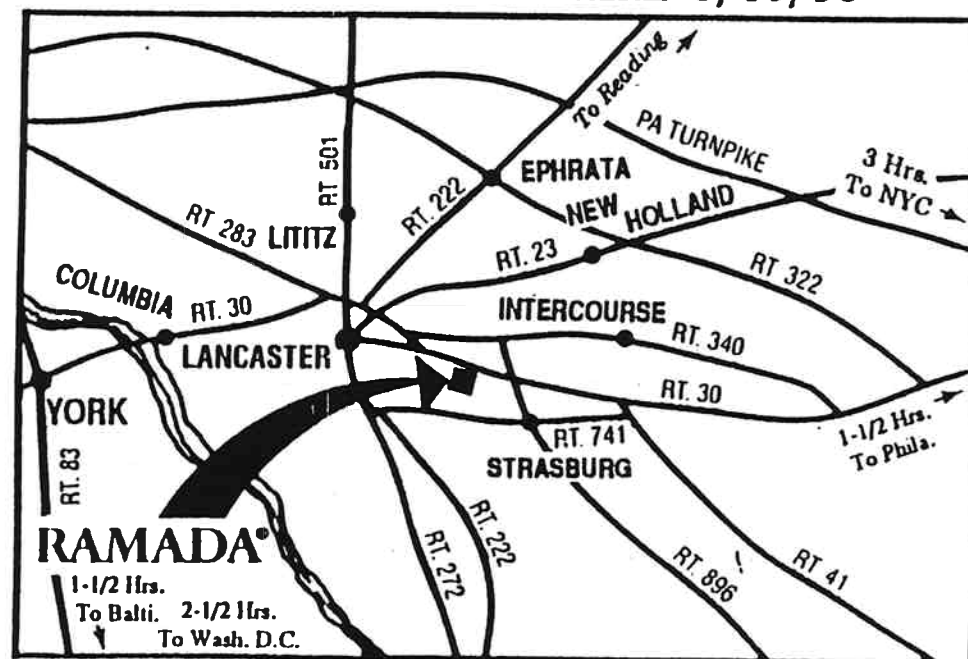 To Reading
PA TURNPIKE
3 Hrs.
To NYC
RT 501
EPHRATA
RT. 222
NEW HOLLAND
RT 283
LITITZ
RT. 23
RT 322
COLUMBIA
RT. 30
INTERCOURSE
RT. 340
LANCASTER
RT. 30
YORK
RT. 741
1-1/2 Hrs.
To Phila.
STRASBURG
RT. 83
RAMADA®
RT. 222
RT. 272
RT. 896
RT 41
1-1/2 Hrs.
To Balti.
2-1/2 Hrs.
To Wash. D.C.